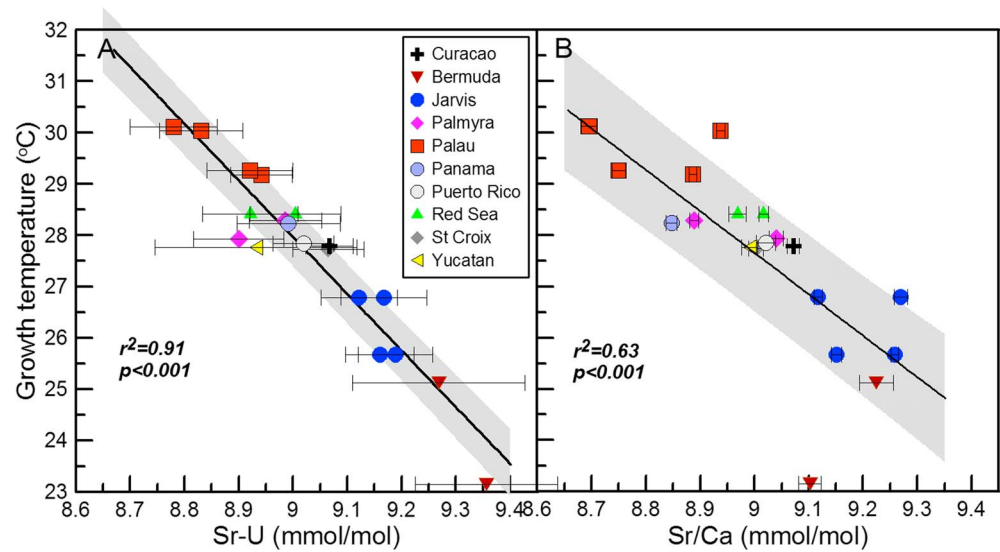 A
B
32
31
30
29
28
27
26
25
24
23
Growth temperature (°C)
Curacao
Bermuda
Jarvis
Palmyra
Palau
Panama
Puerto Rico
Red Sea
St Croix
Yucatan
r²=0.91
p<0.001
r²=0.63
p<0.001
8.6 8.7 8.8 8.9 9 9.1 9.2 9.3 9.4
8.6 8.7 8.8 8.9 9 9.1 9.2 9.3 9.4
Sr-U (mmol/mol)
Sr/Ca (mmol/mol)